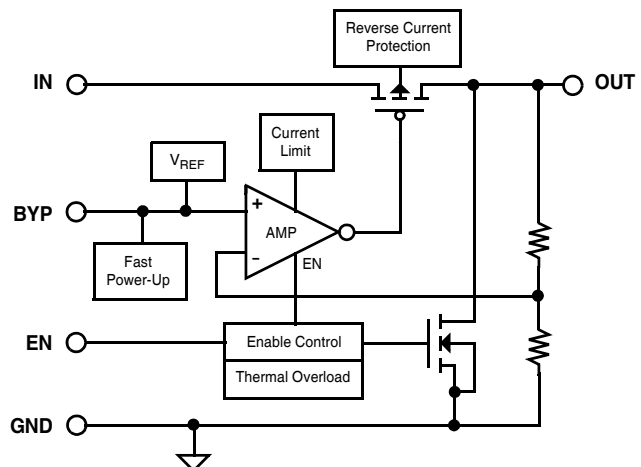 Reverse Current
Protection
IN
OUT
Current
Limit
VREF
BYP
+
AMP
−
EN
Fast
Power-Up
EN
Enable Control
Thermal Overload
GND